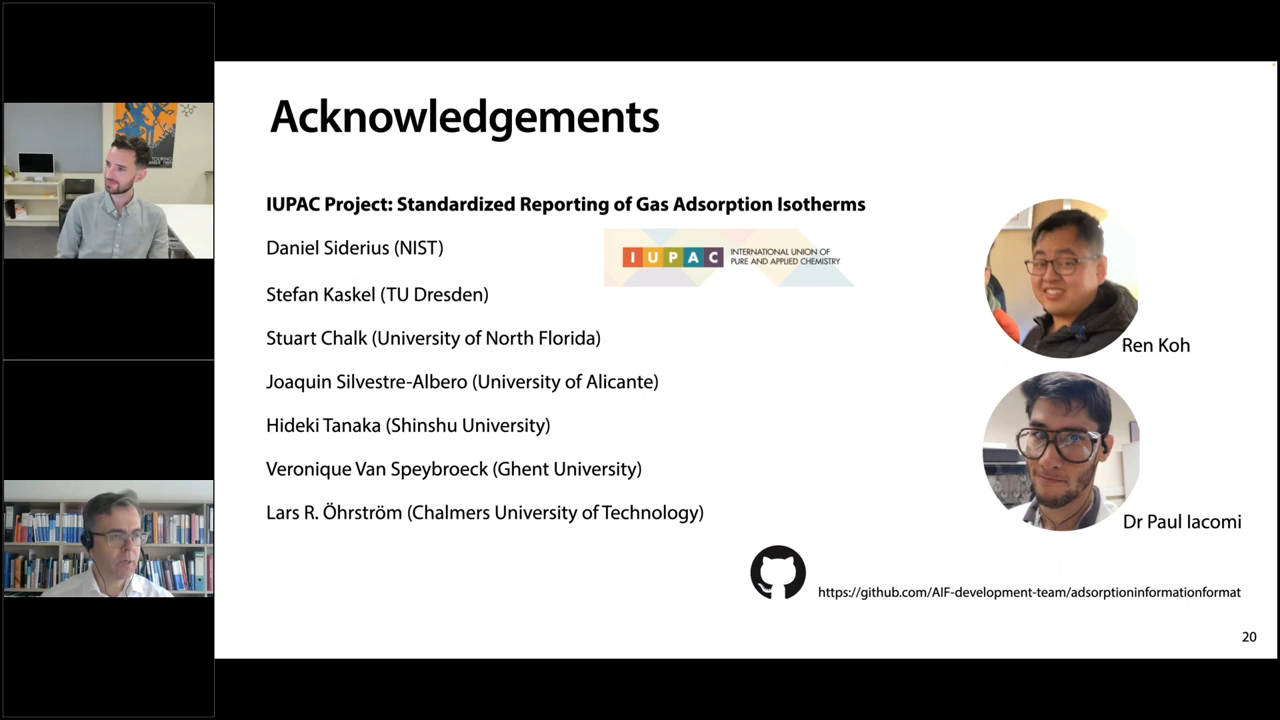 Acknowledgements
IUPAC Project: Standardized Reporting of Gas Adsorption Isotherms
Daniel Siderius (NIST)
IUPAC
INTERNATIONAL UNION OF
PURE AND APPLIED CHEMISTRY
Stefan Kaskel (TU Dresden)
Stuart Chalk (University of North Florida)
Joaquin Silvestre-Albero (University of Alicante)
Hideki Tanaka (Shinshu University)
Veronique Van Speybroeck (Ghent University)
Lars R. Öhrström (Chalmers University of Technology)
Ren Koh
Dr Paul Iacomi
https://github.com/AIF-development-team/adsorptioninformationformat
20